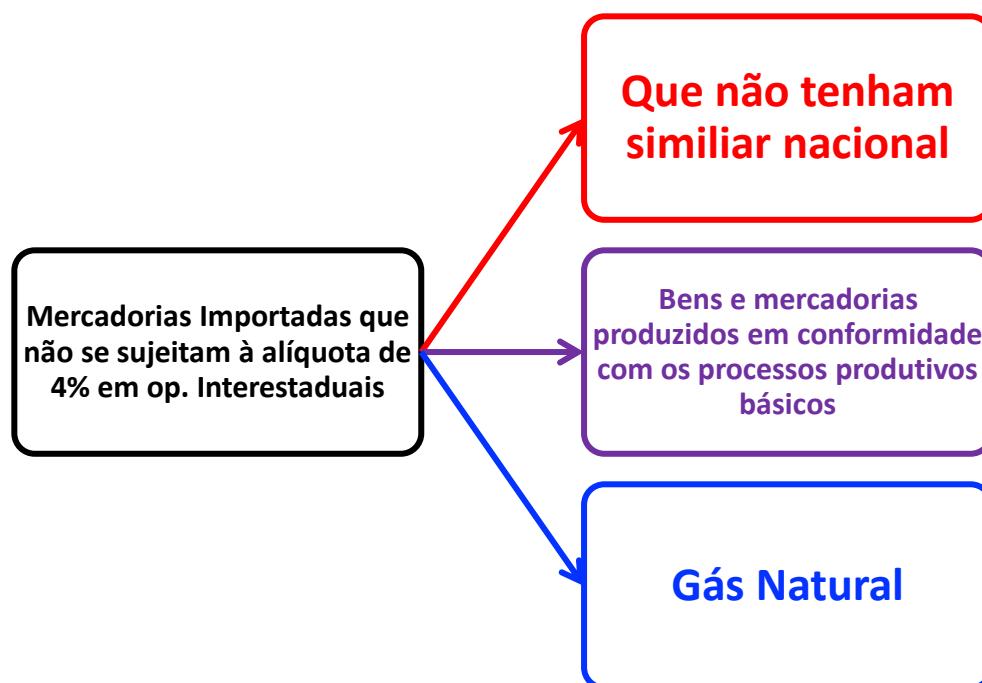 Que não tenham
similiar nacional
Mercadorias Importadas que
não se sujeitam à alíquota de
4% em op. Interestaduais
Bens e mercadorias
produzidos em conformidade
com os processos produtivos
básicos
Gás Natural